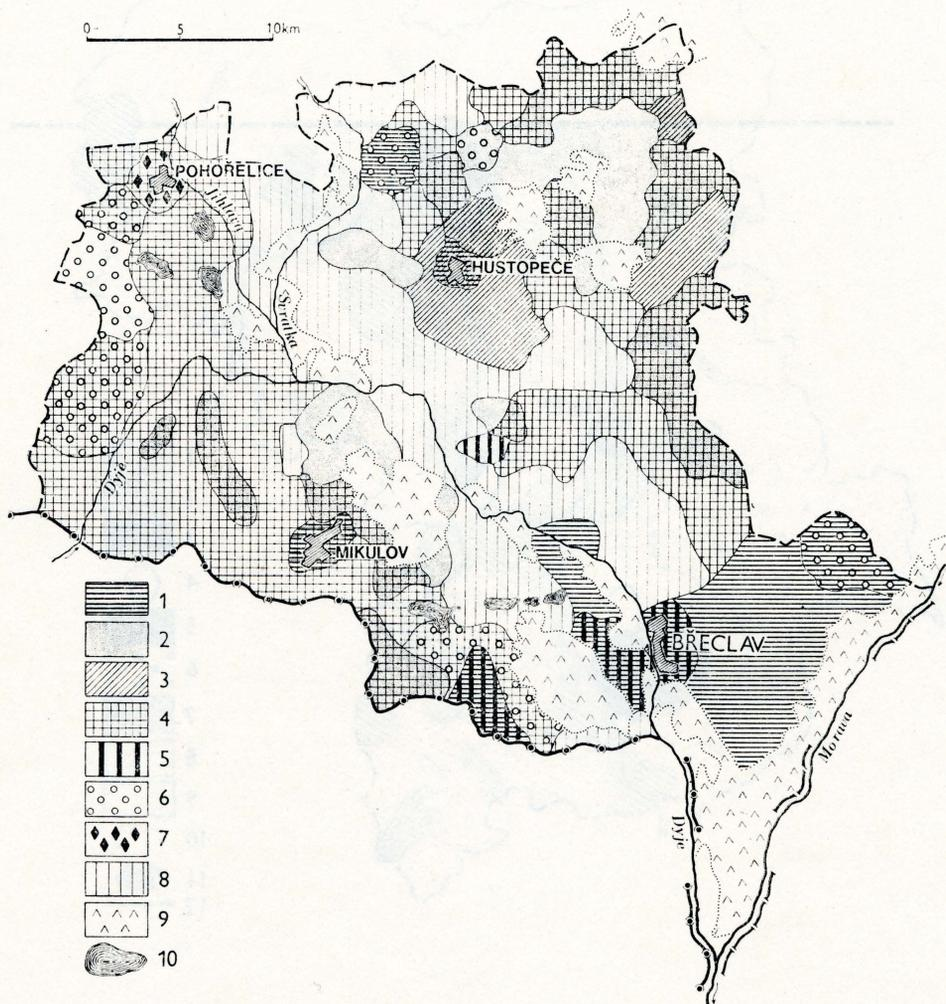 0 5 10km
POHOŘELICE
Jihlava
HUSTOPEČE
Svratka
Dyje
MIKULOV
BŘECLAV
Morava
Dyje
1
2
3
4
5
6
7
8
9
10